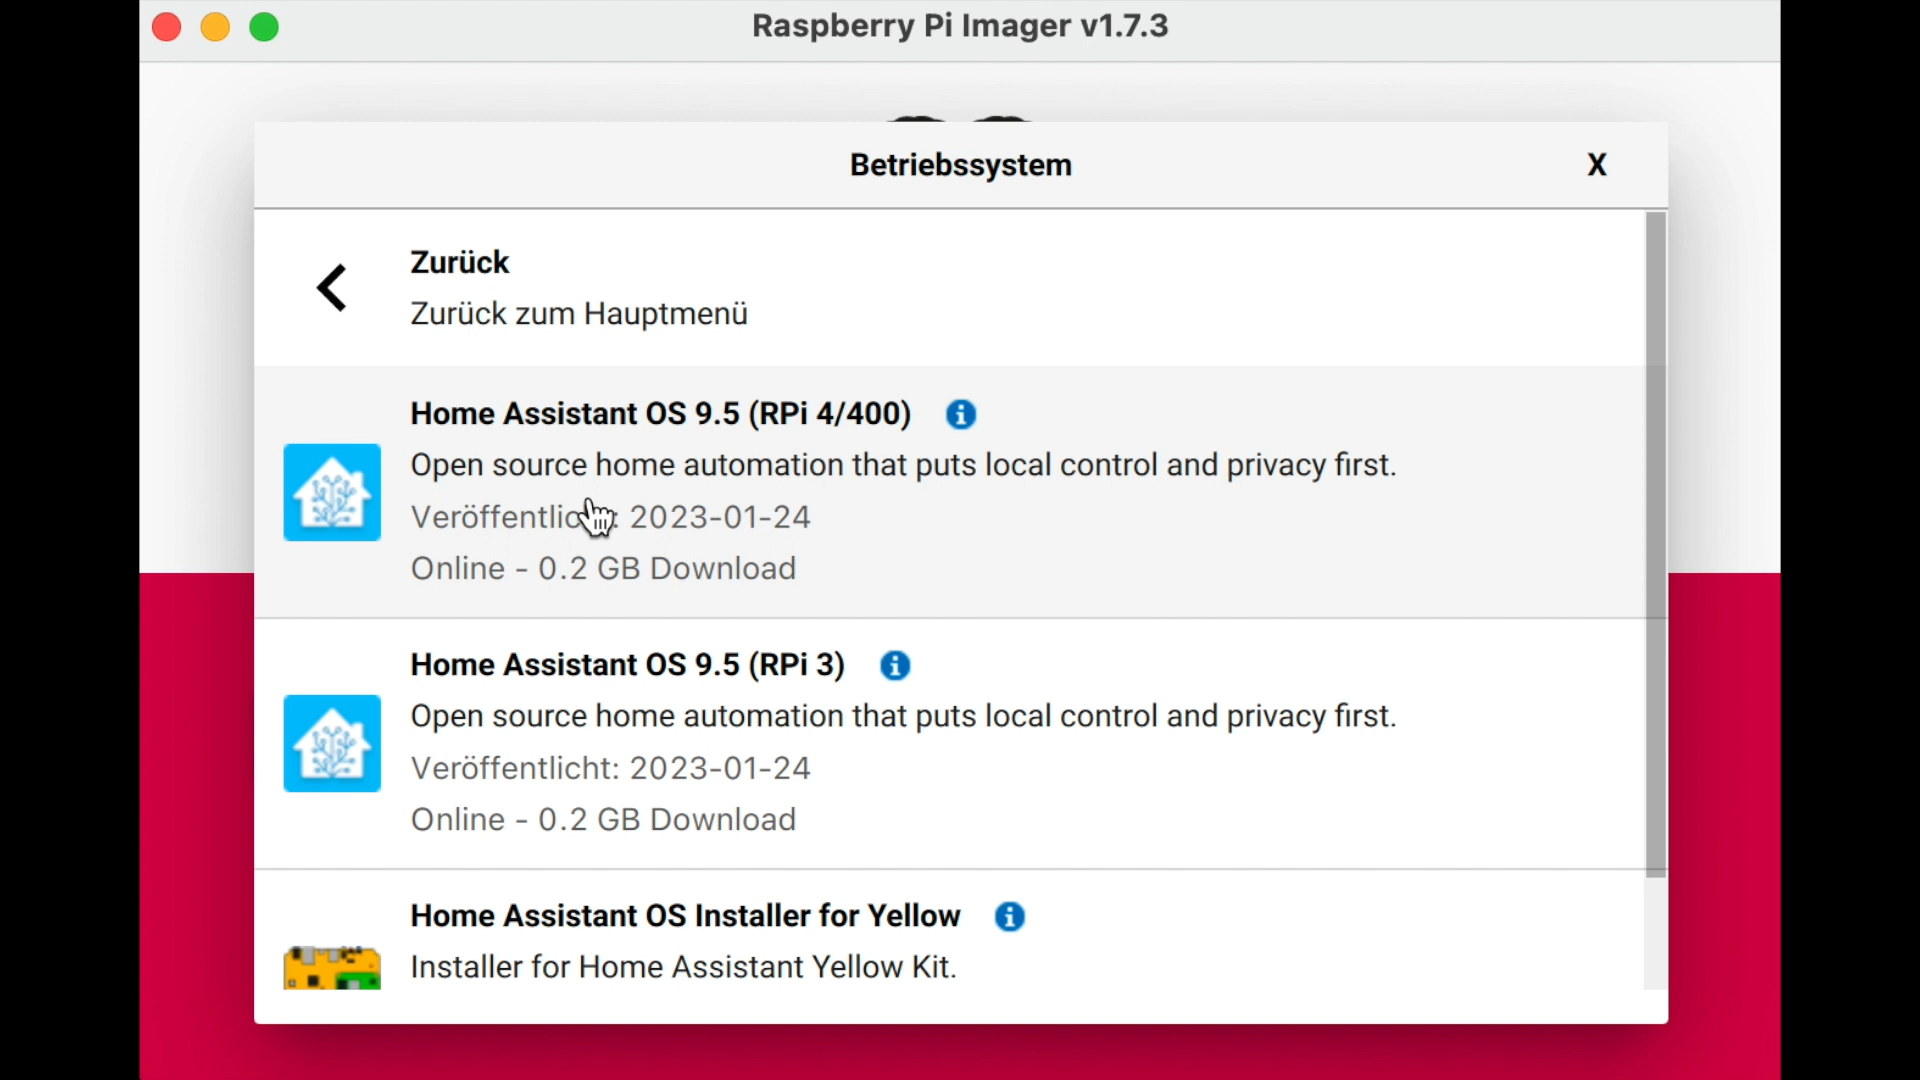 Raspberry Pi Imager v1.7.3
Betriebssystem
X
Zurück
Zurück zum Hauptmenü
Home Assistant OS 9.5 (RPi 4/400)
Open source home automation that puts local control and privacy first.
Veröffentlicht: 2023-01-24
Online - 0.2 GB Download
Home Assistant OS 9.5 (RPi 3)
Open source home automation that puts local control and privacy first.
Veröffentlicht: 2023-01-24
Online - 0.2 GB Download
Home Assistant OS Installer for Yellow
Installer for Home Assistant Yellow Kit.